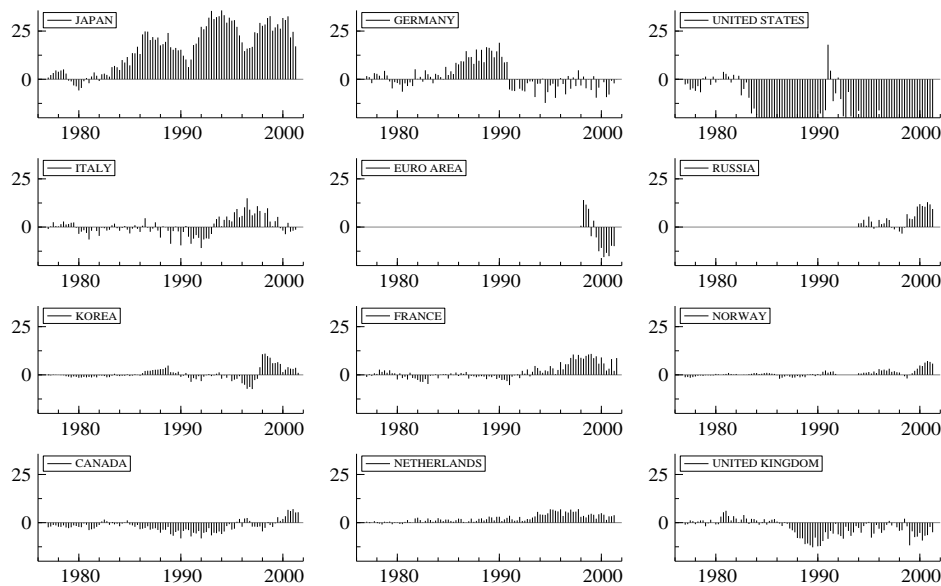 JAPAN GERMANY UNITED STATES
25 25 25
0 0 0
1980 1990 2000 1980 1990 2000 1980 1990 2000
ITALY EURO AREA RUSSIA
25 25 25
0 0 0
1980 1990 2000 1980 1990 2000 1980 1990 2000
KOREA FRANCE NORWAY
25 25 25
0 0 0
1980 1990 2000 1980 1990 2000 1980 1990 2000
CANADA NETHERLANDS UNITED KINGDOM
25 25 25
0 0 0
1980 1990 2000 1980 1990 2000 1980 1990 2000